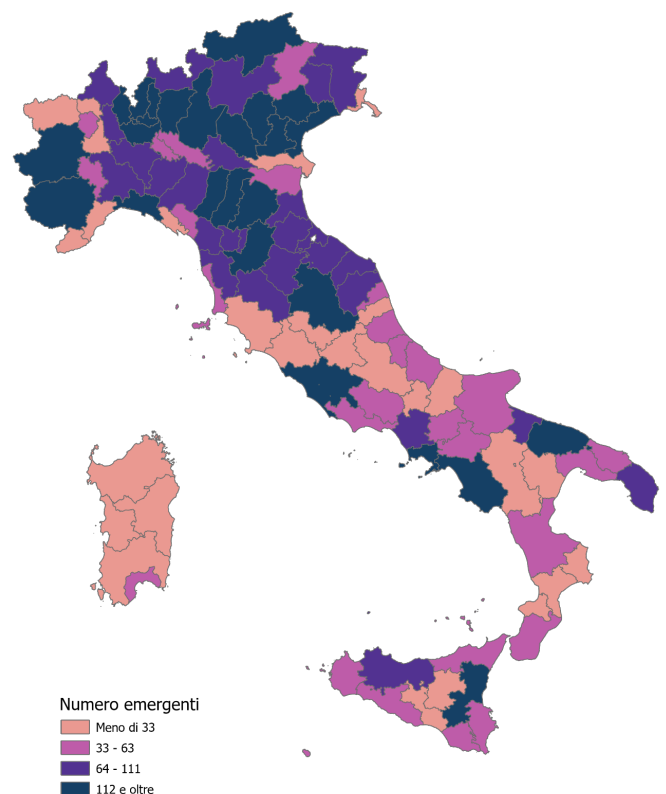 Numero emergenti
Meno di 33
33 - 63
64 - 111
112 e oltre